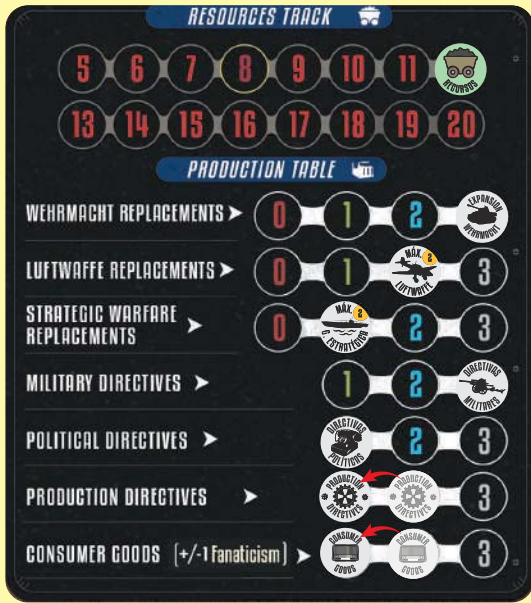 RESOURCES TRACK
5 6 7 8 9 10 11 RECURSOS
13 14 15 16 17 18 19 20
PRODUCTION TABLE
WEHRMACHT REPLACEMENTS 0 1 2 EXPANSION WEHRMACHT
LUFTWAFFE REPLACEMENTS 0 1 MÁX. 2 LUFTWAFFE 3
STRATEGIC WARFARE
REPLACEMENTS 0 MÁX. 2 G. ESTRATÉGICA 2 3
MILITARY DIRECTIVES 1 2 DIRECTIVAS MILITARES
POLITICAL DIRECTIVES DIRECTIVAS POLÍTICAS 2 3
PRODUCTION DIRECTIVES PRODUCTION DIRECTIVES PRODUCTION DIRECTIVES 3
CONSUMER GOODS (+/-1 Fanaticism) CONSUMER GOODS CONSUMER GOODS 3